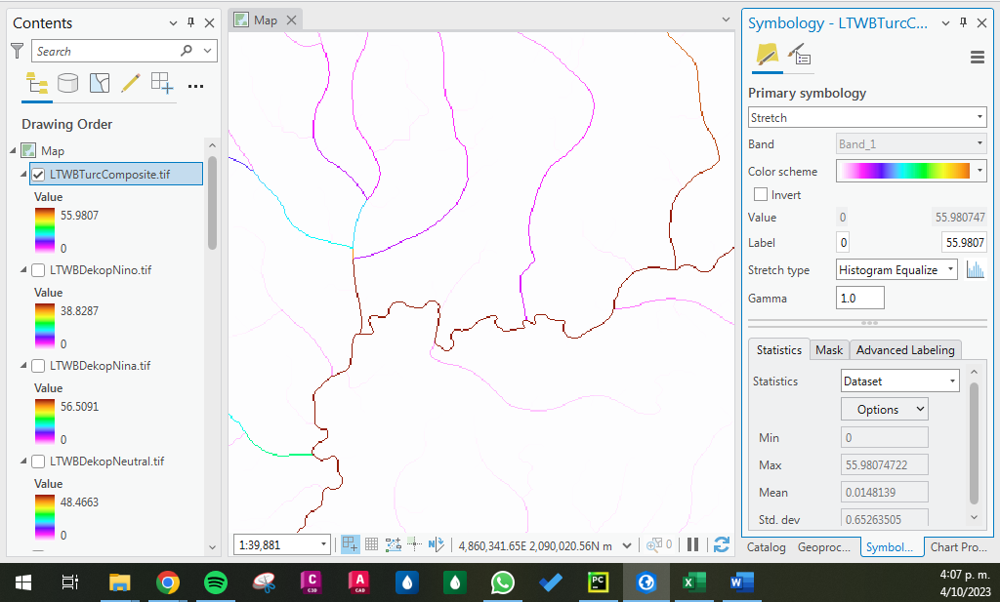 Contents
Search
Drawing Order
Map
LTWBTurcComposite.tif
Value
55.9807
0
LTWBDekopNino.tif
Value
38.8287
0
LTWBDekopNina.tif
Value
56.5091
0
LTWBDekopNeutral.tif
Value
48.4663
0
Map
1:39,881
4,860,341.65E 2,090,020.56N m
0
Symbology - LTWBTurcC...
Primary symbology
Stretch
Band
Band_1
Color scheme
Invert
Value
0
55.980747
Label
0
55.9807
Stretch type
Histogram Equalize
Gamma
1.0
Statistics
Mask
Advanced Labeling
Statistics
Dataset
Options
Min
0
Max
55.98074722
Mean
0.0148139
Std. dev
0.65263505
Catalog
Geoproc...
Symbol...
Chart Pro...
C
C3D
A
CAD
PC
X
W
4:07 p. m.
4/10/2023